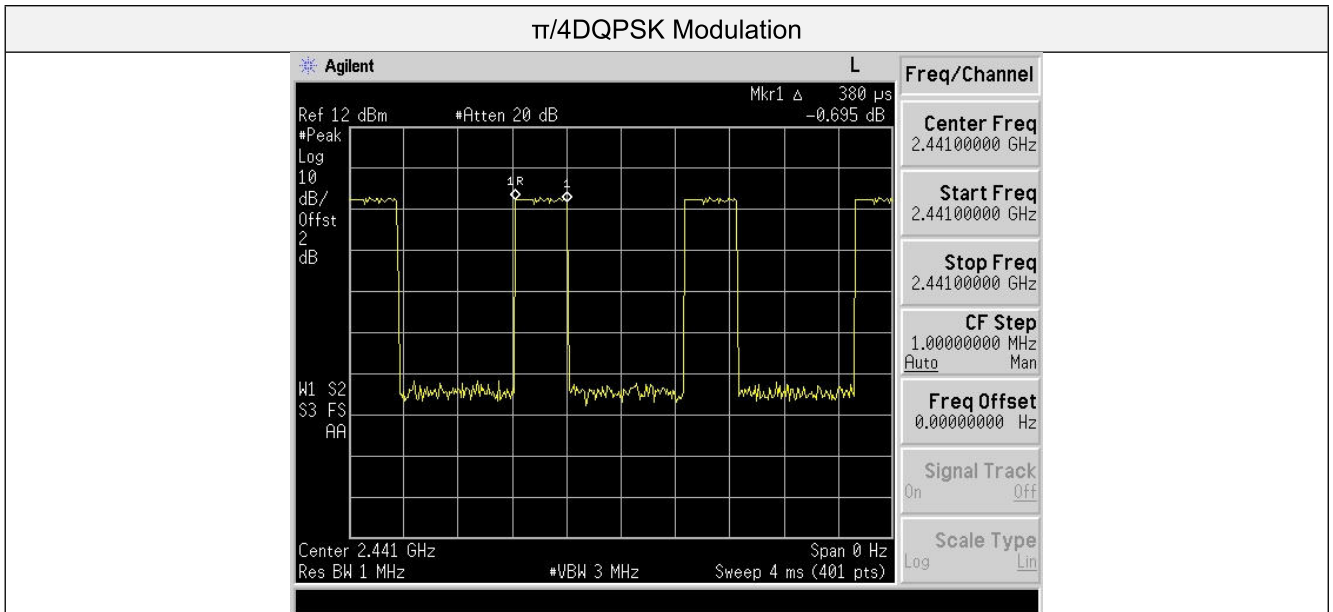 π/4DQPSK Modulation
Agilent L
Mkr1 Δ 380 µs
Ref 12 dBm #Atten 20 dB -0.695 dB
#Peak
Log
10
dB/
Offst
2
dB
1R 1
W1 S2
S3 FS
AA
Center 2.441 GHz Span 0 Hz
Res BW 1 MHz #VBW 3 MHz Sweep 4 ms (401 pts)
Freq/Channel
Center Freq
2.44100000 GHz
Start Freq
2.44100000 GHz
Stop Freq
2.44100000 GHz
CF Step
1.00000000 MHz
Auto Man
Freq Offset
0.00000000 Hz
Signal Track
On Off
Scale Type
Log Lin